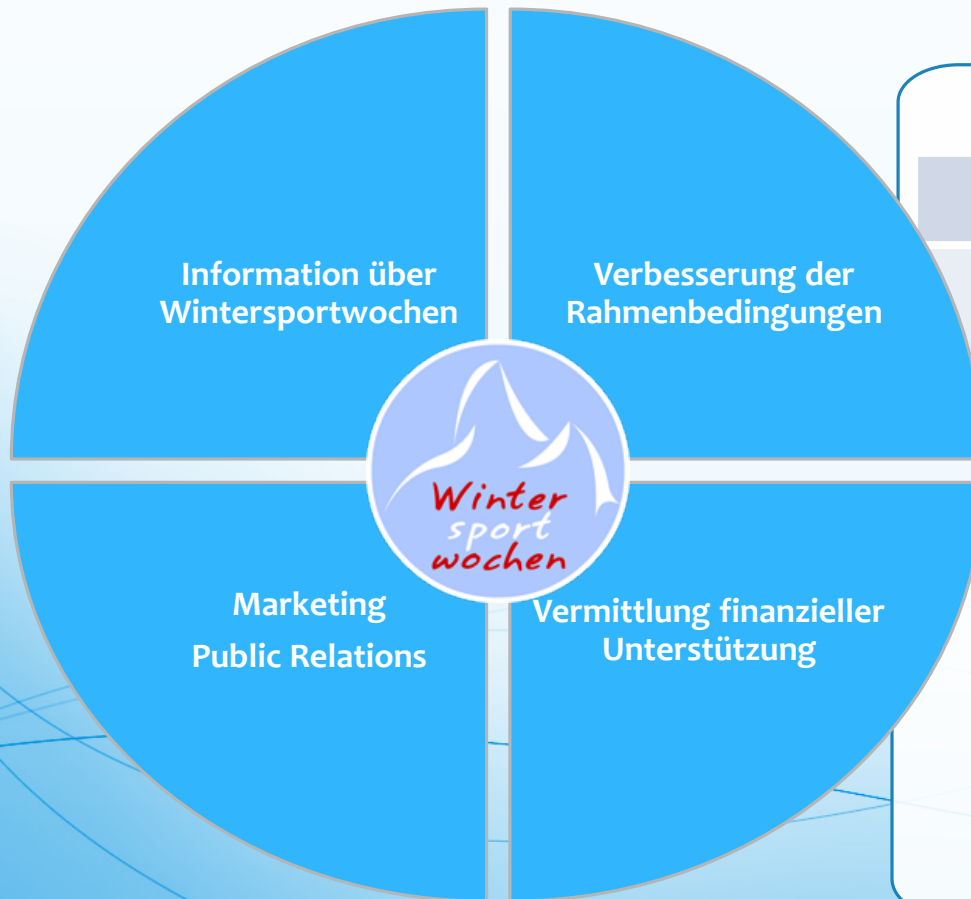 Information über
Wintersportwochen
Verbesserung der
Rahmenbedingungen
Winter
sport
wochen
Marketing
Public Relations
Vermittlung finanzieller
Unterstützung